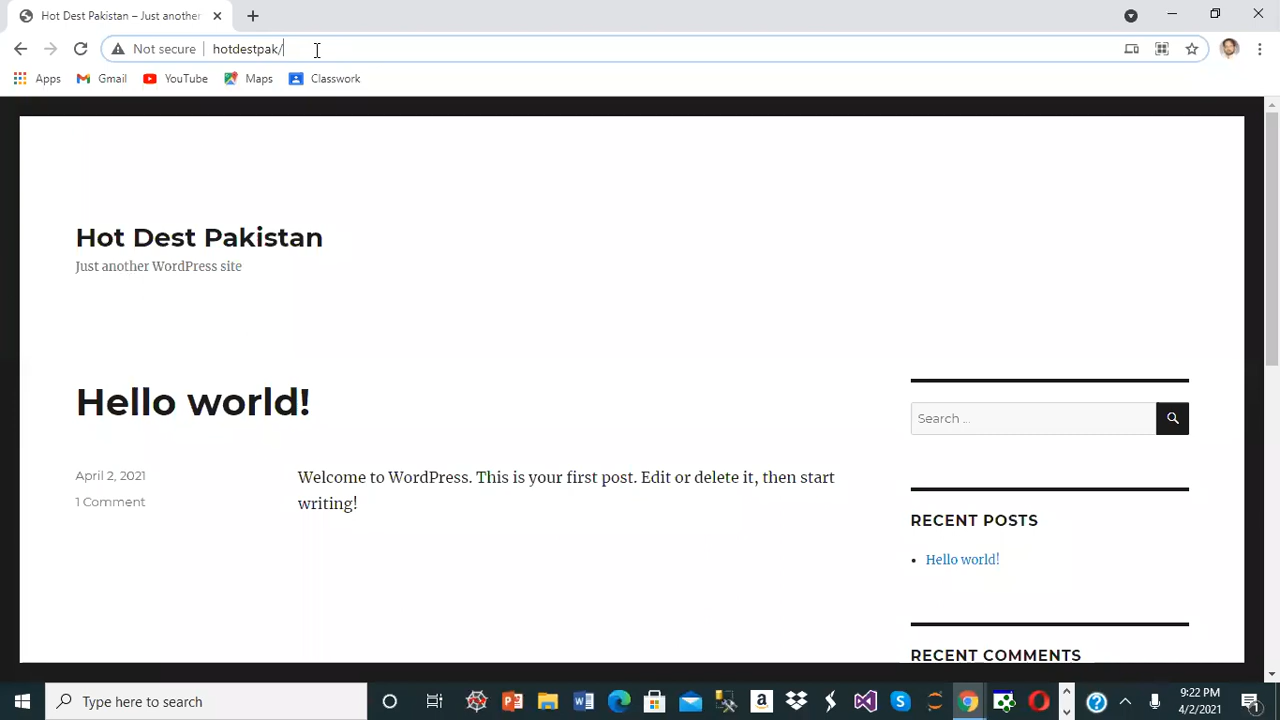 Hot Dest Pakistan – Just another
Not secure hotdestpak/
Apps Gmail YouTube Maps Classwork
Hot Dest Pakistan
Just another WordPress site
Hello world!
April 2, 2021
1 Comment
Welcome to WordPress. This is your first post. Edit or delete it, then start
writing!
Search ...
RECENT POSTS
Hello world!
RECENT COMMENTS
Type here to search
9:22 PM
4/2/2021
1